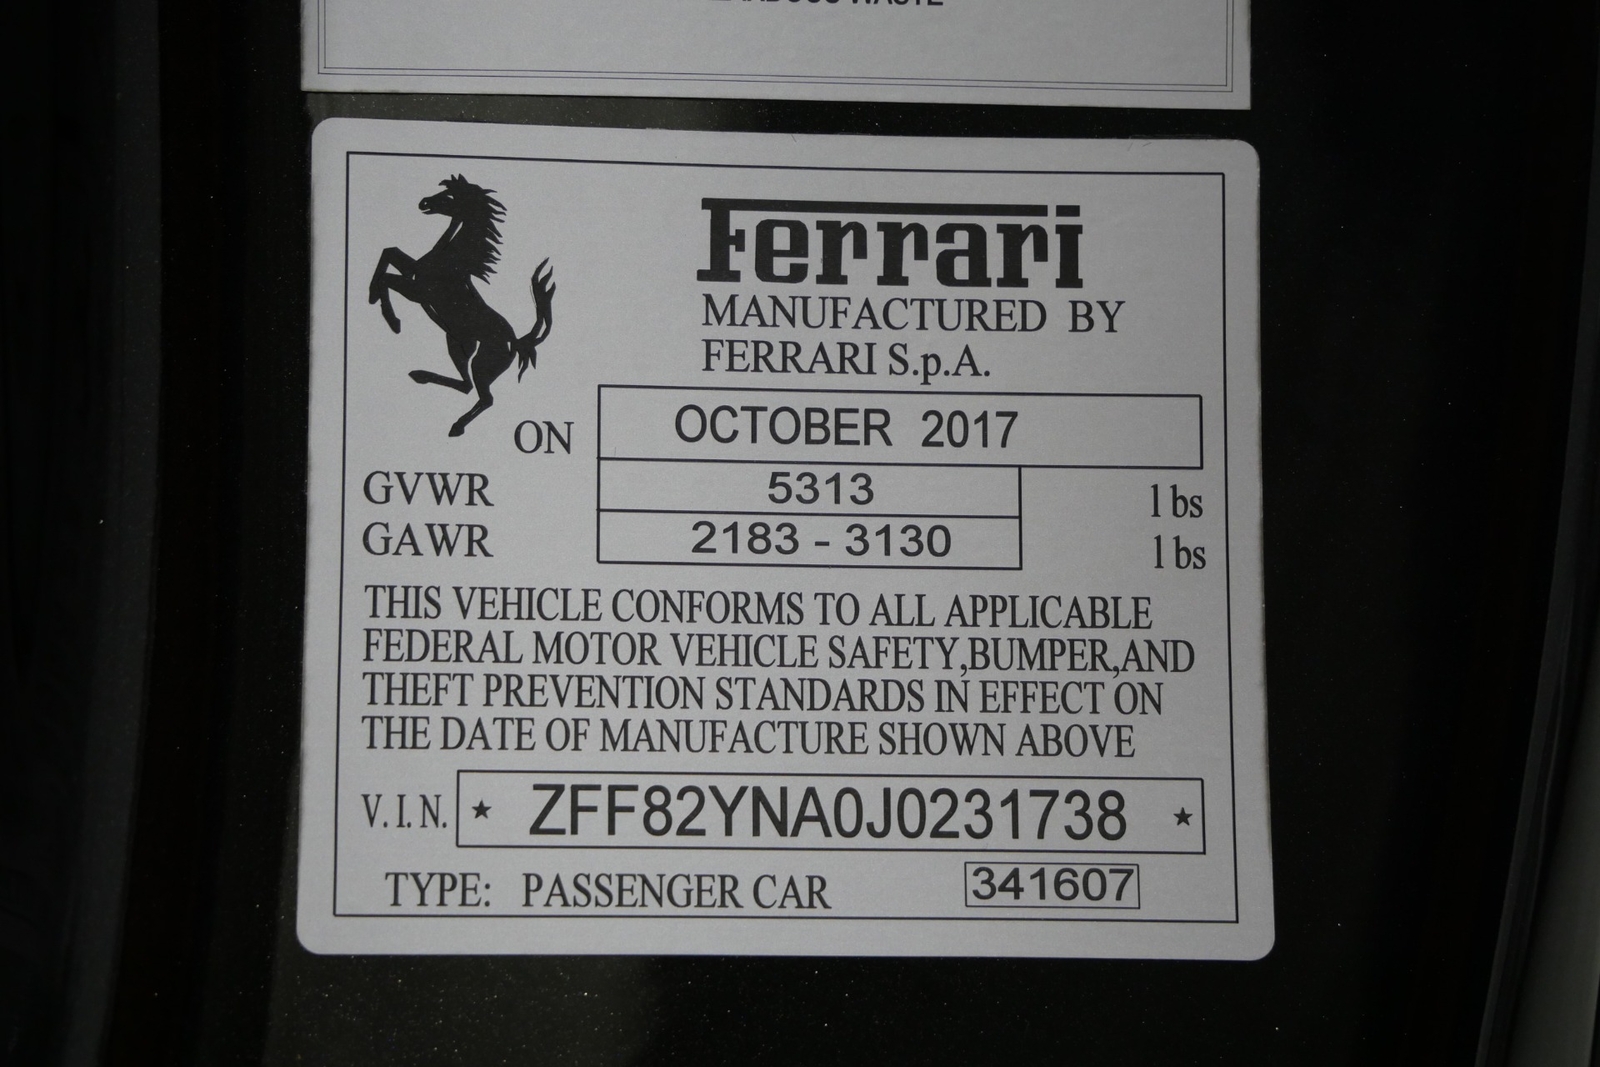 WASTE
Ferrari
MANUFACTURED BY
FERRARI S.p.A.
ON OCTOBER 2017
GVWR 5313 lbs
GAWR 2183 - 3130 lbs
THIS VEHICLE CONFORMS TO ALL APPLICABLE
FEDERAL MOTOR VEHICLE SAFETY,BUMPER,AND
THEFT PREVENTION STANDARDS IN EFFECT ON
THE DATE OF MANUFACTURE SHOWN ABOVE
V.I.N. ★ ZFF82YNA0J0231738 ★
TYPE: PASSENGER CAR 341607